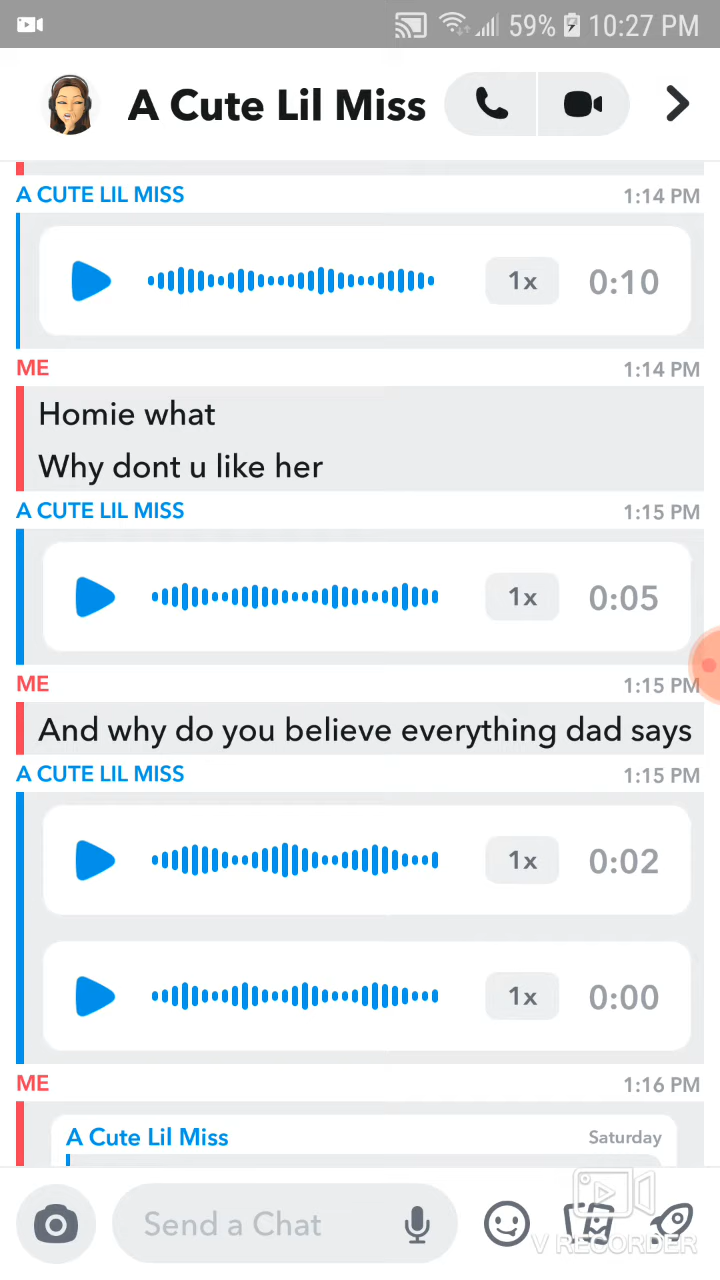 59% 10:27 PM
A Cute Lil Miss
A CUTE LIL MISS 1:14 PM
1x 0:10
ME 1:14 PM
Homie what
Why dont u like her
A CUTE LIL MISS 1:15 PM
1x 0:05
ME 1:15 PM
And why do you believe everything dad says
A CUTE LIL MISS 1:15 PM
1x 0:02
1x 0:00
ME 1:16 PM
A Cute Lil Miss Saturday
Send a Chat
V RECORDER